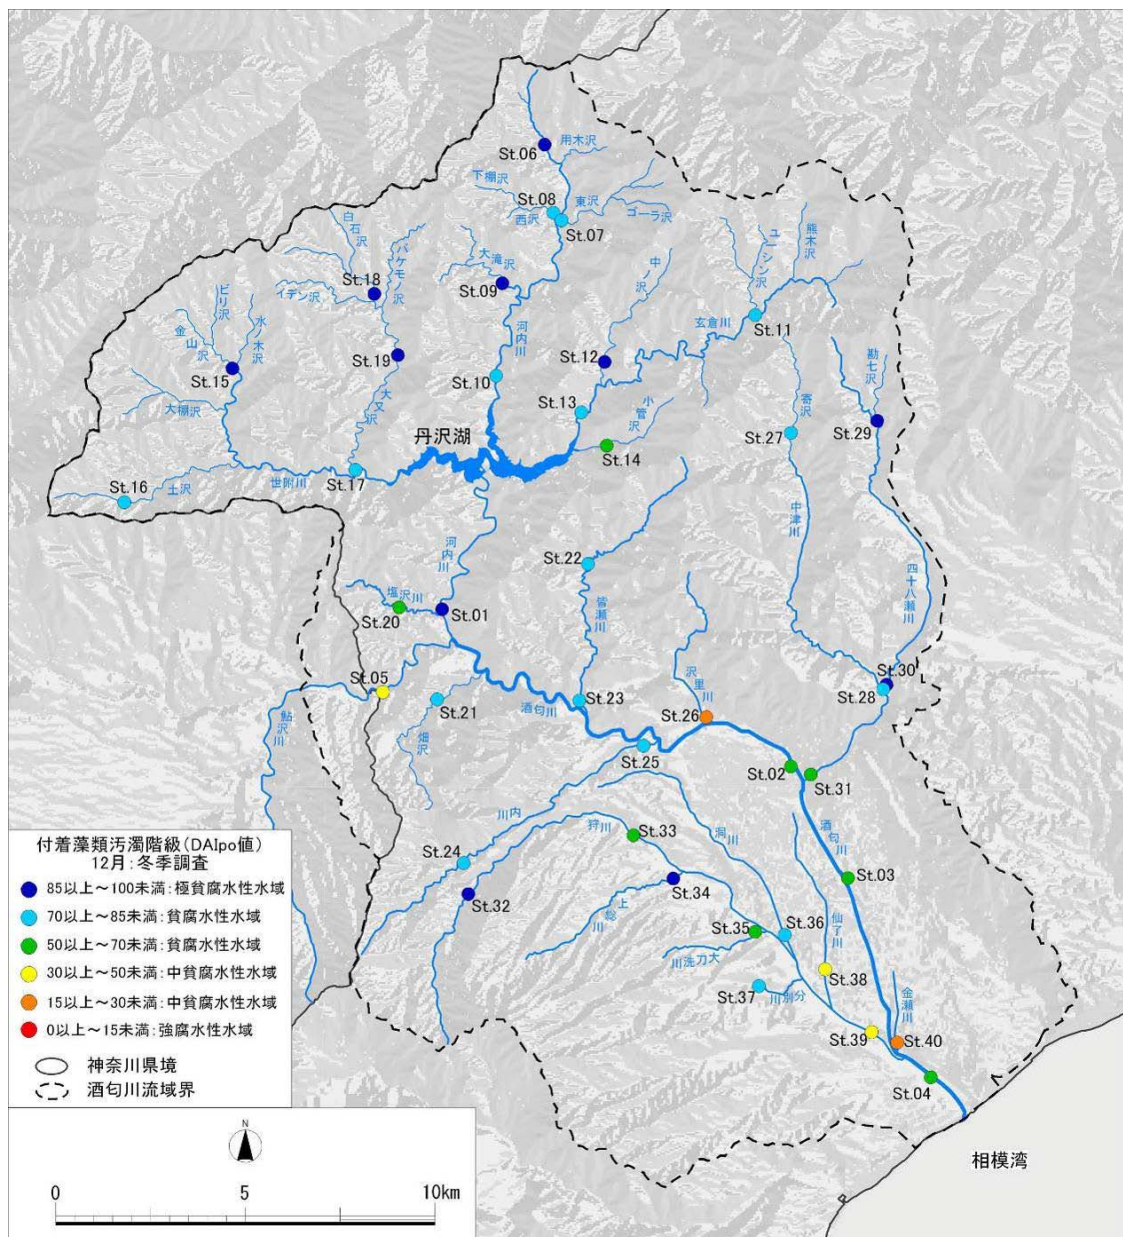 St.06
用木沢
下棚沢
St.08
西沢
東沢
ゴーラ沢
St.07
白石沢
バケモノ沢
大滝沢
中ノ沢
ユーシン沢
熊木沢
St.18
イデン沢
St.09
ビリ沢
水ノ木沢
金山沢
玄倉川
St.11
河内川
勘七沢
St.19
St.12
St.15
St.10
大又沢
大棚沢
小菅沢
寄沢
St.13
St.29
St.27
丹沢湖
St.14
世附川
St.17
土沢
St.16
中津川
河内川
St.22
四十八瀬川
塩沢川
St.20
St.01
皆瀬川
St.05
St.30
St.28
沢里川
St.23
St.21
酒匂川
St.26
鮎沢川
畑沢
St.25
St.02
St.31
川内
狩川
洞川
酒匂川
付着藻類汚濁階級(DAIpo値)
12月:冬季調査
85以上~100未満:極貧腐水性水域
70以上~85未満:貧腐水性水域
50以上~70未満:貧腐水性水域
30以上~50未満:中貧腐水性水域
15以上~30未満:中貧腐水性水域
0以上~15未満:強腐水性水域
神奈川県境
酒匂川流域界
St.33
St.24
St.03
St.34
St.32
上総川
仙了川
St.35
St.36
川洗刀大
St.38
St.37
川別分
金瀬川
St.39
St.40
St.04
相模湾
N
0
5
10km